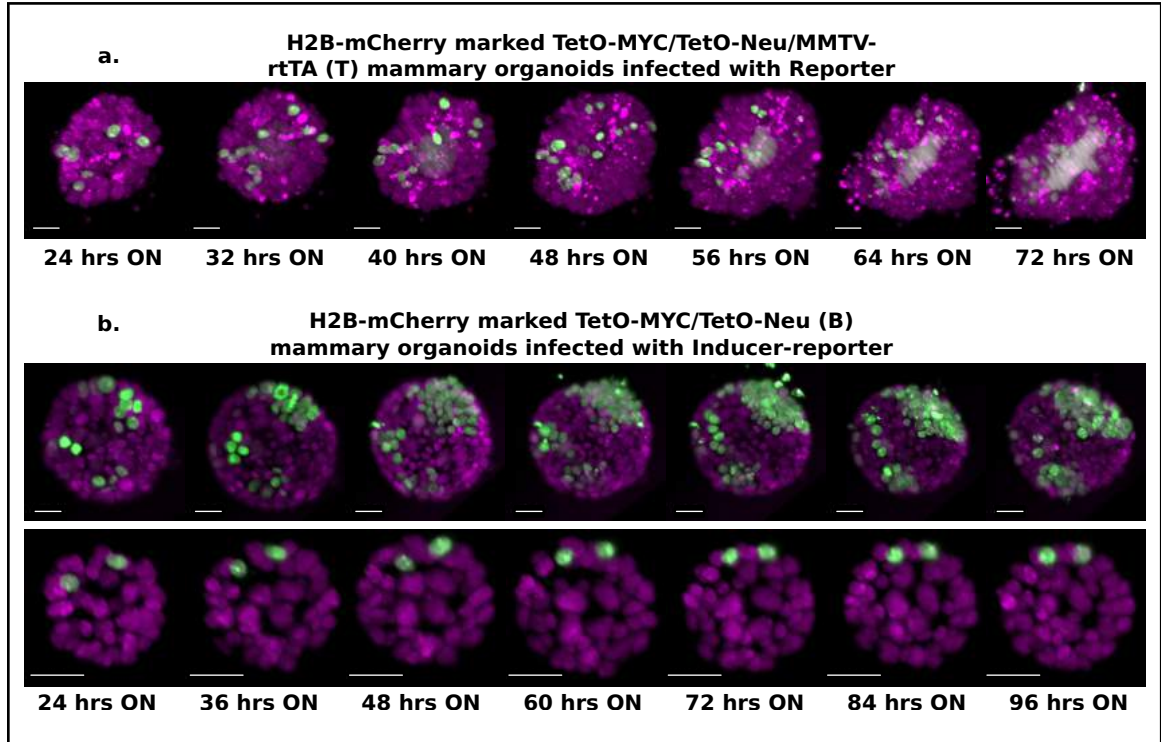 a.
H2B-mCherry marked TetO-MYC/TetO-Neu/MMTV-
rtTA (T) mammary organoids infected with Reporter
24 hrs ON 32 hrs ON 40 hrs ON 48 hrs ON 56 hrs ON 64 hrs ON 72 hrs ON
b.
H2B-mCherry marked TetO-MYC/TetO-Neu (B)
mammary organoids infected with Inducer-reporter
24 hrs ON 36 hrs ON 48 hrs ON 60 hrs ON 72 hrs ON 84 hrs ON 96 hrs ON